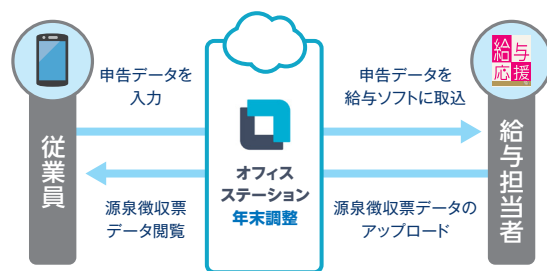 申告データを
入力
申告データを
給与ソフトに取込
給与
応援
従業員
オフィス
ステーション
年末調整
給与担当者
源泉徴収票
データ閲覧
源泉徴収票データの
アップロード